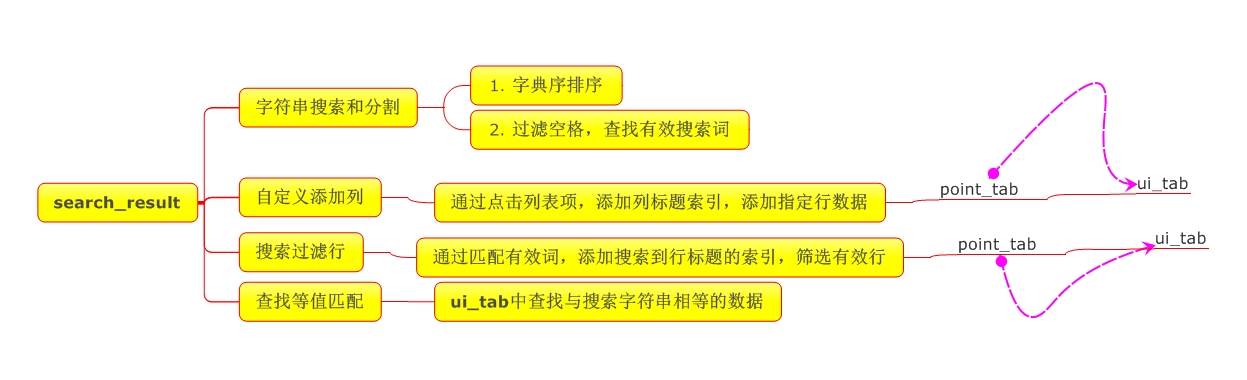 search_result
字符串搜索和分割
1. 字典序排序
2. 过滤空格，查找有效搜索词
自定义添加列
通过点击列表项，添加列标题索引，添加指定行数据
point_tab
ui_tab
搜索过滤行
通过匹配有效词，添加搜索到行标题的索引，筛选有效行
point_tab
ui_tab
查找等值匹配
ui_tab中查找与搜索字符串相等的数据